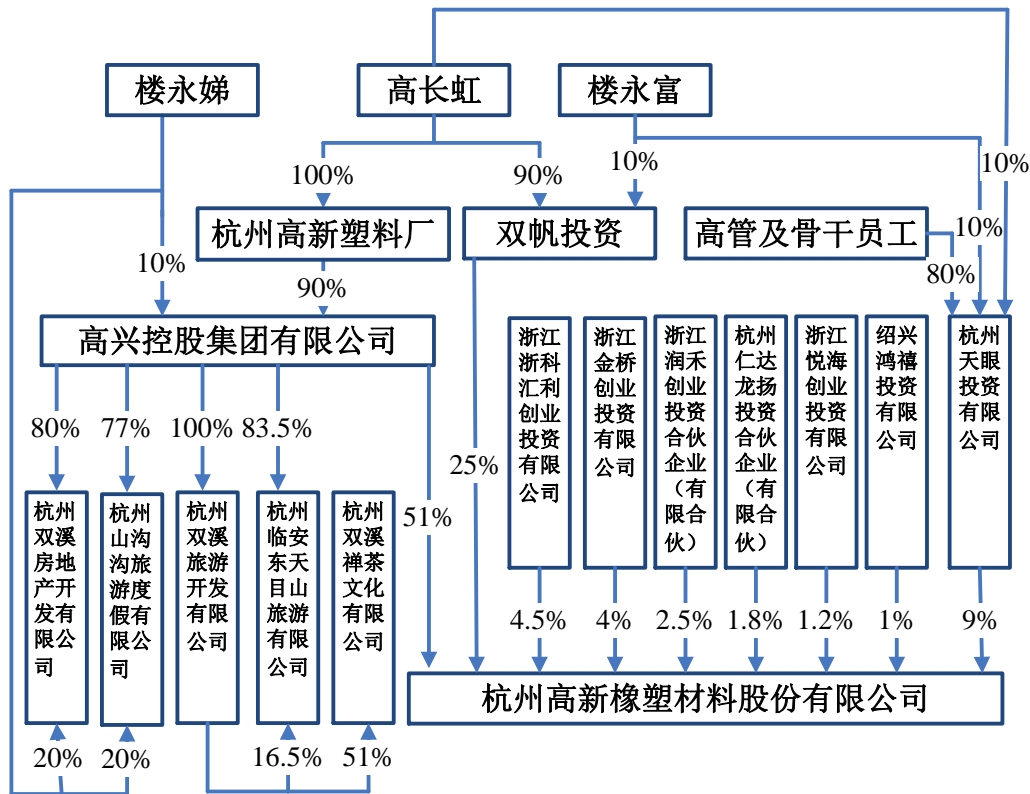 楼永娣
高长虹
楼永富
100%
90%
10%
10%
杭州高新塑料厂
双帆投资
高管及骨干员工
10%
10%
90%
80%
高兴控股集团有限公司
浙江
浙科
汇利
创业
投资
有限
公司
浙江
金桥
创业
投资
有限
公司
浙江
润禾
创业
投资
合伙
企业
（有
限合
伙）
杭州
仁达
龙扬
投资
合伙
企业
（有
限合
伙）
浙江
悦海
创业
投资
有限
公司
绍兴
鸿禧
投资
有限
公司
杭州
天眼
投资
有限
公司
80%
77%
100%
83.5%
25%
51%
杭州
双溪
房地
产开
发有
限公
司
杭州
山沟
沟旅
游度
假有
限公
司
杭州
双溪
旅游
开发
有限
公司
杭州
临安
东天
目山
旅游
有限
公司
杭州
双溪
禅茶
文化
有限
公司
4.5%
4%
2.5%
1.8%
1.2%
1%
9%
杭州高新橡塑材料股份有限公司
20%
20%
16.5%
51%